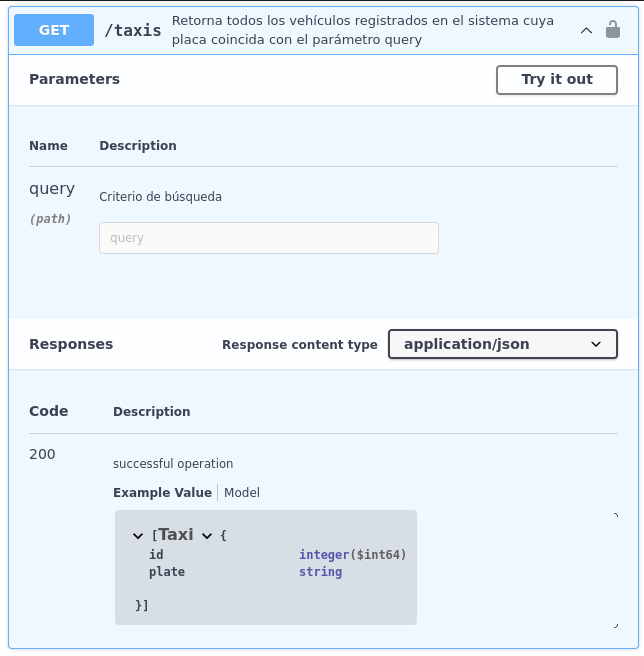 GET /taxis Retorna todos los vehículos registrados en el sistema cuya
placa coincida con el parámetro query
Parameters Try it out
Name Description
query Criterio de búsqueda
(path)
query
Responses Response content type application/json
Code Description
200
successful operation
Example Value Model
[Taxi {
id integer($int64)
plate string
}]